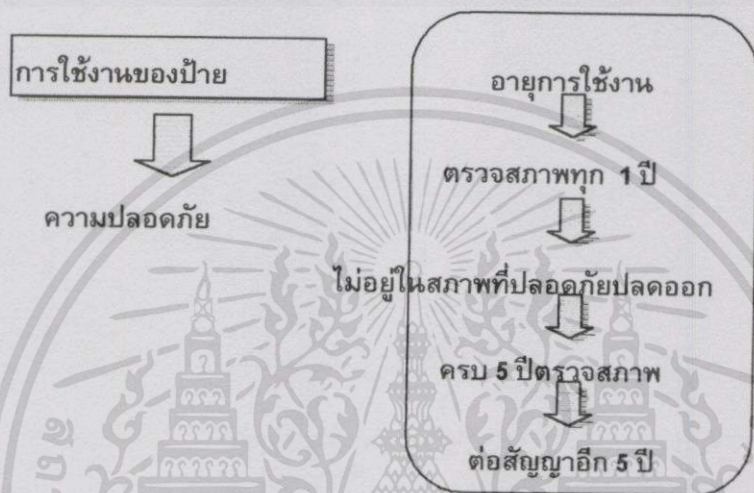 การใช้งานของป้าย
ความปลอดภัย
อายุการใช้งาน
ตรวจสภาพทุก 1 ปี
ไม่อยู่ในสภาพที่ปลอดภัยปลดออก
ครบ 5 ปีตรวจสภาพ
ต่อสัญญาอีก 5 ปี